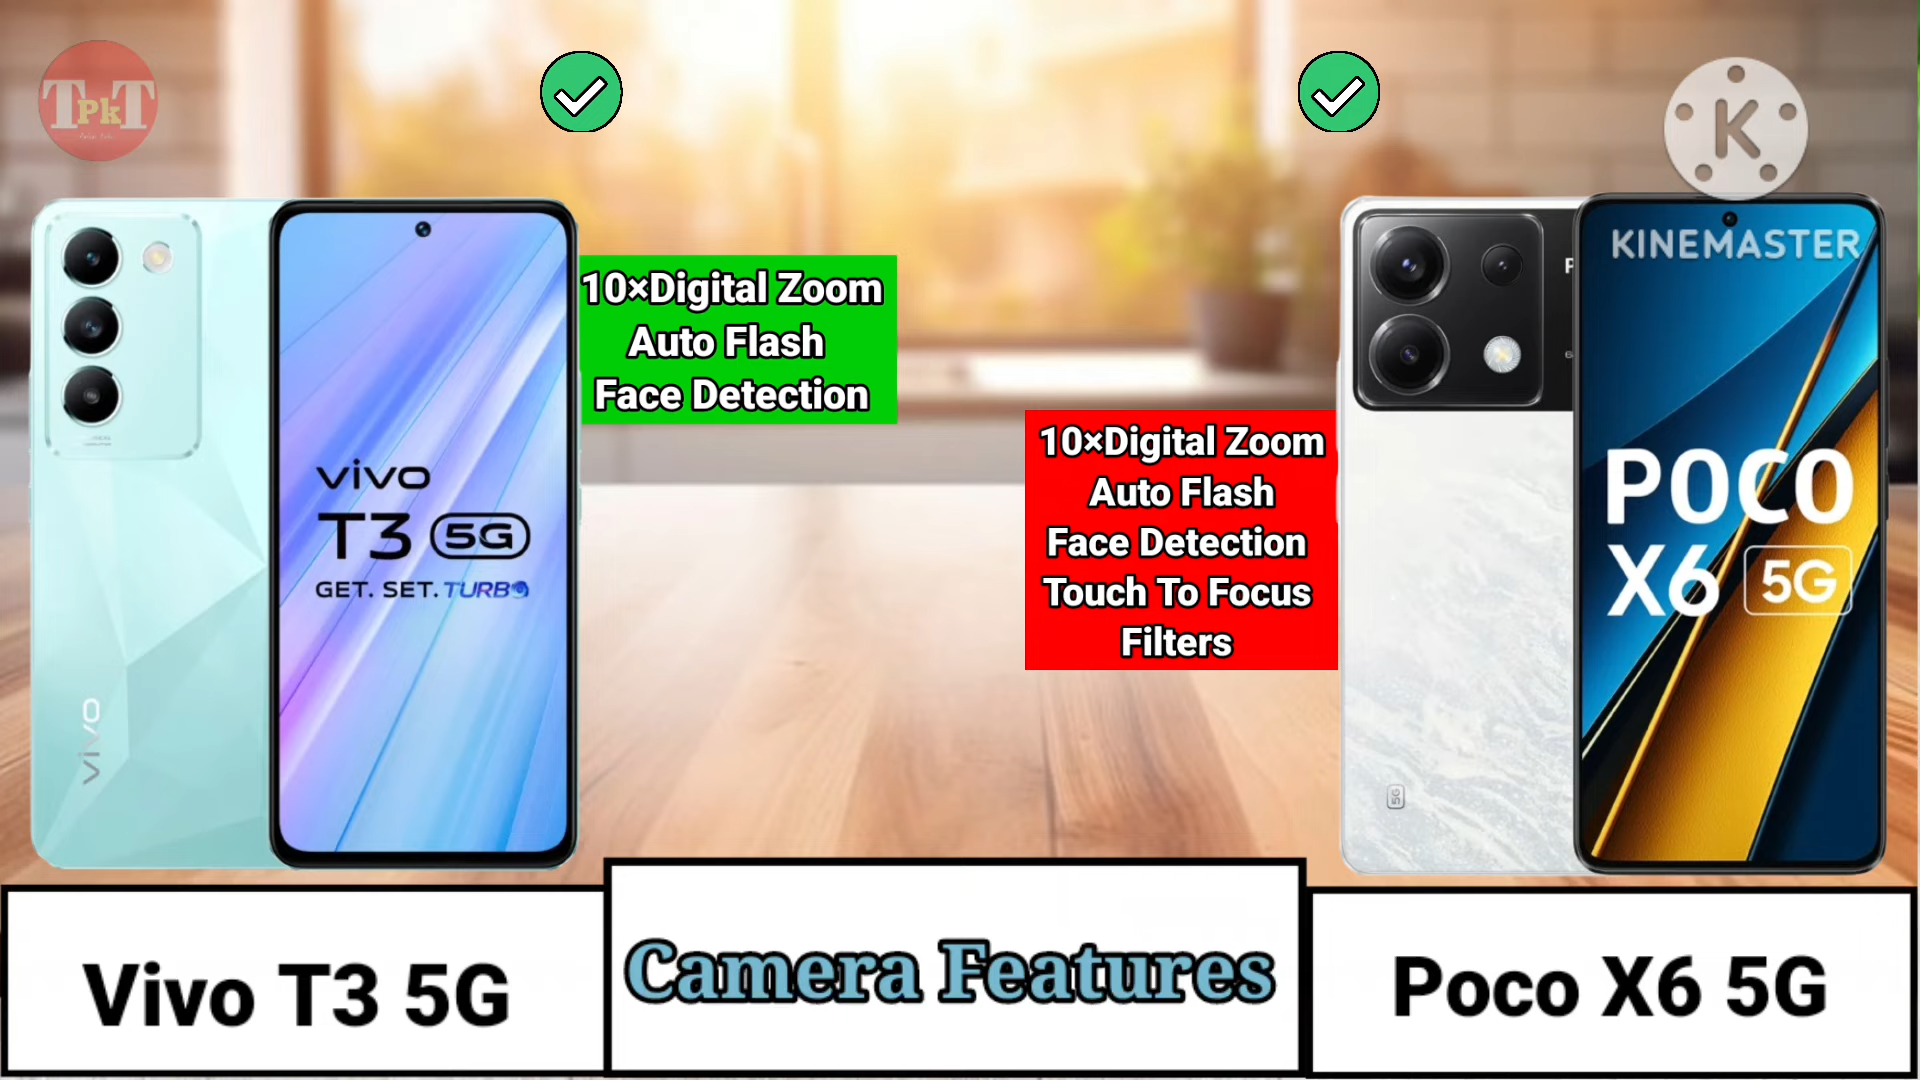 TPkT
K
KINEMASTER
10×Digital Zoom
Auto Flash
Face Detection
10×Digital Zoom
Auto Flash
Face Detection
Touch To Focus
Filters
vivo
T3 5G
GET. SET. TURBO
vivo
P
POCO
X6 5G
5G
Vivo T3 5G
Camera Features
Poco X6 5G